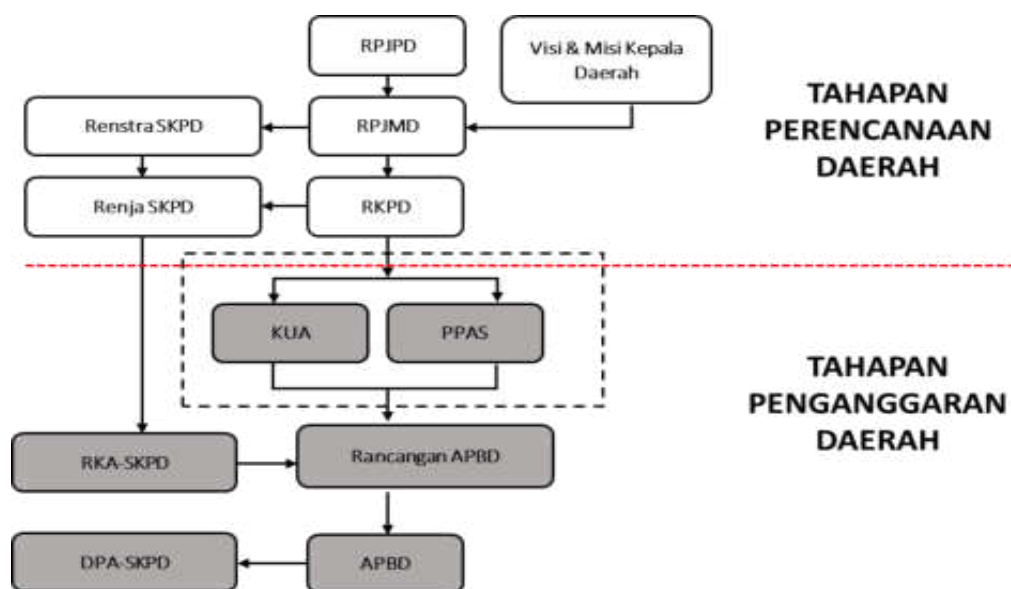 RPJPD
Visi & Misi Kepala
Daerah
TAHAPAN
PERENCANAAN
DAERAH
Renstra SKPD
RPJMD
Renja SKPD
RKPD
KUA
PPAS
TAHAPAN
PENGANGGARAN
DAERAH
RKA-SKPD
Rancangan APBD
DPA-SKPD
APBD